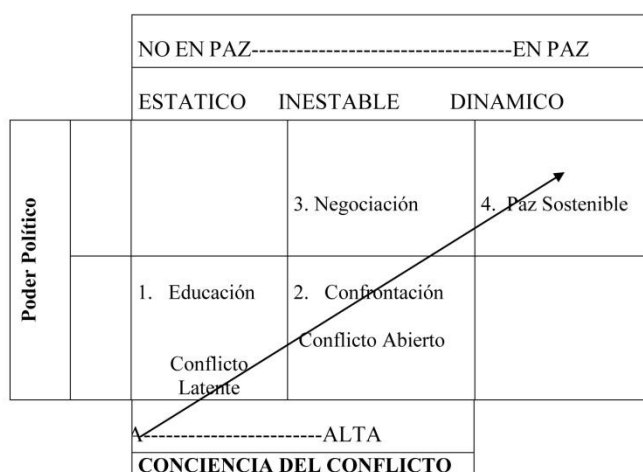 NO EN PAZ-----------------------------------EN PAZ
ESTATICO INESTABLE DINAMICO
Poder Político
3. Negociación
4. Paz Sostenible
1. Educación
2. Confrontación
Conflicto Abierto
Conflicto
Latente
A------------------------ALTA
CONCIENCIA DEL CONFLICTO